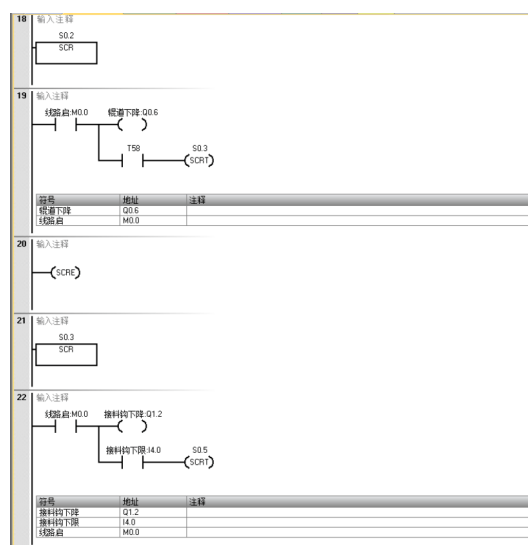 18 输入注释
S0.2
SCR
19 输入注释
线路启:M0.0 辊道下降:Q0.6
T58 S0.3
SCRT
符号 地址 注释
辊道下降 Q0.6
线路启 M0.0
20 输入注释
SCRE
21 输入注释
S0.3
SCR
22 输入注释
线路启:M0.0 接料钩下降:Q1.2
接料钩下限:I4.0 S0.5
SCRT
符号 地址 注释
接料钩下降 Q1.2
接料钩下限 I4.0
线路启 M0.0